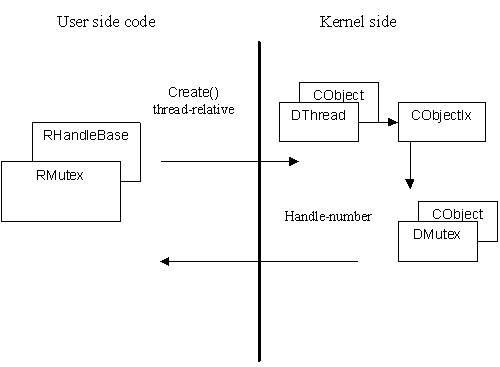 User side code
Kernel side
Create()
thread-relative
CObject
DThread
CObjectIx
RHandleBase
RMutex
Handle-number
CObject
DMutex